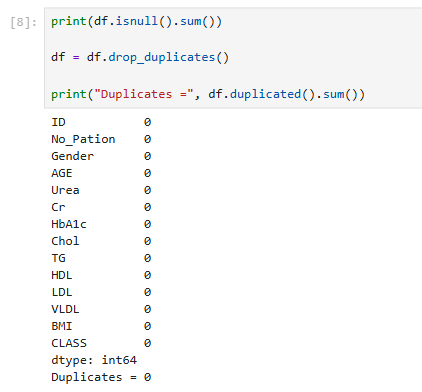 [8]: print(df.isnull().sum())
df = df.drop_duplicates()
print("Duplicates =", df.duplicated().sum())
ID 0
No_Pation 0
Gender 0
AGE 0
Urea 0
Cr 0
HbA1c 0
Chol 0
TG 0
HDL 0
LDL 0
VLDL 0
BMI 0
CLASS 0
dtype: int64
Duplicates = 0